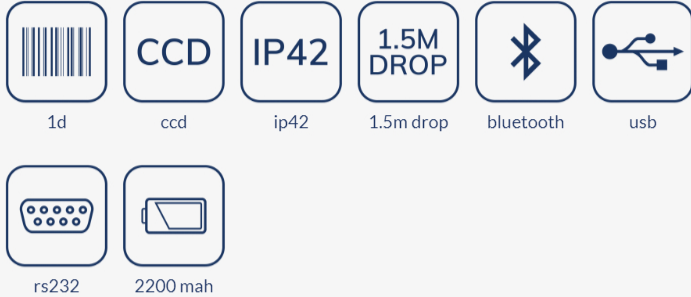 CCD
IP42
1.5M
DROP
1d
ccd
ip42
1.5m drop
bluetooth
usb
rs232
2200 mah